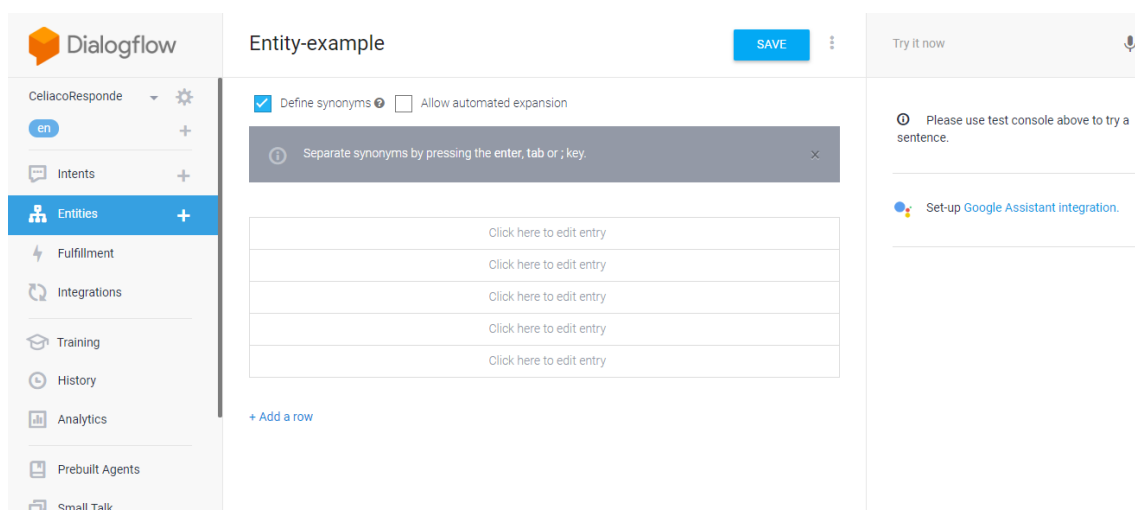 Dialogflow
CeliacoResponde
en
Intents
Entities
Fulfillment
Integrations
Training
History
Analytics
Prebuilt Agents
Small Talk
Entity-example
SAVE
Define synonyms
Allow automated expansion
Separate synonyms by pressing the enter, tab or ; key.
Click here to edit entry
Click here to edit entry
Click here to edit entry
Click here to edit entry
Click here to edit entry
+ Add a row
Try it now
Please use test console above to try a
sentence.
Set-up Google Assistant integration.